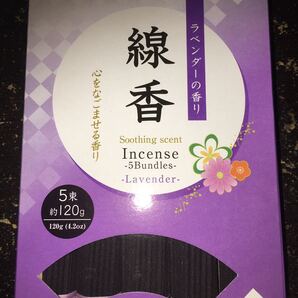 ラベンダーの香り
線香
心をなごませる香り
Soothing scent
Incense
-5Bundles-
-Lavender-
5束
約120g
120g (4.2oz)